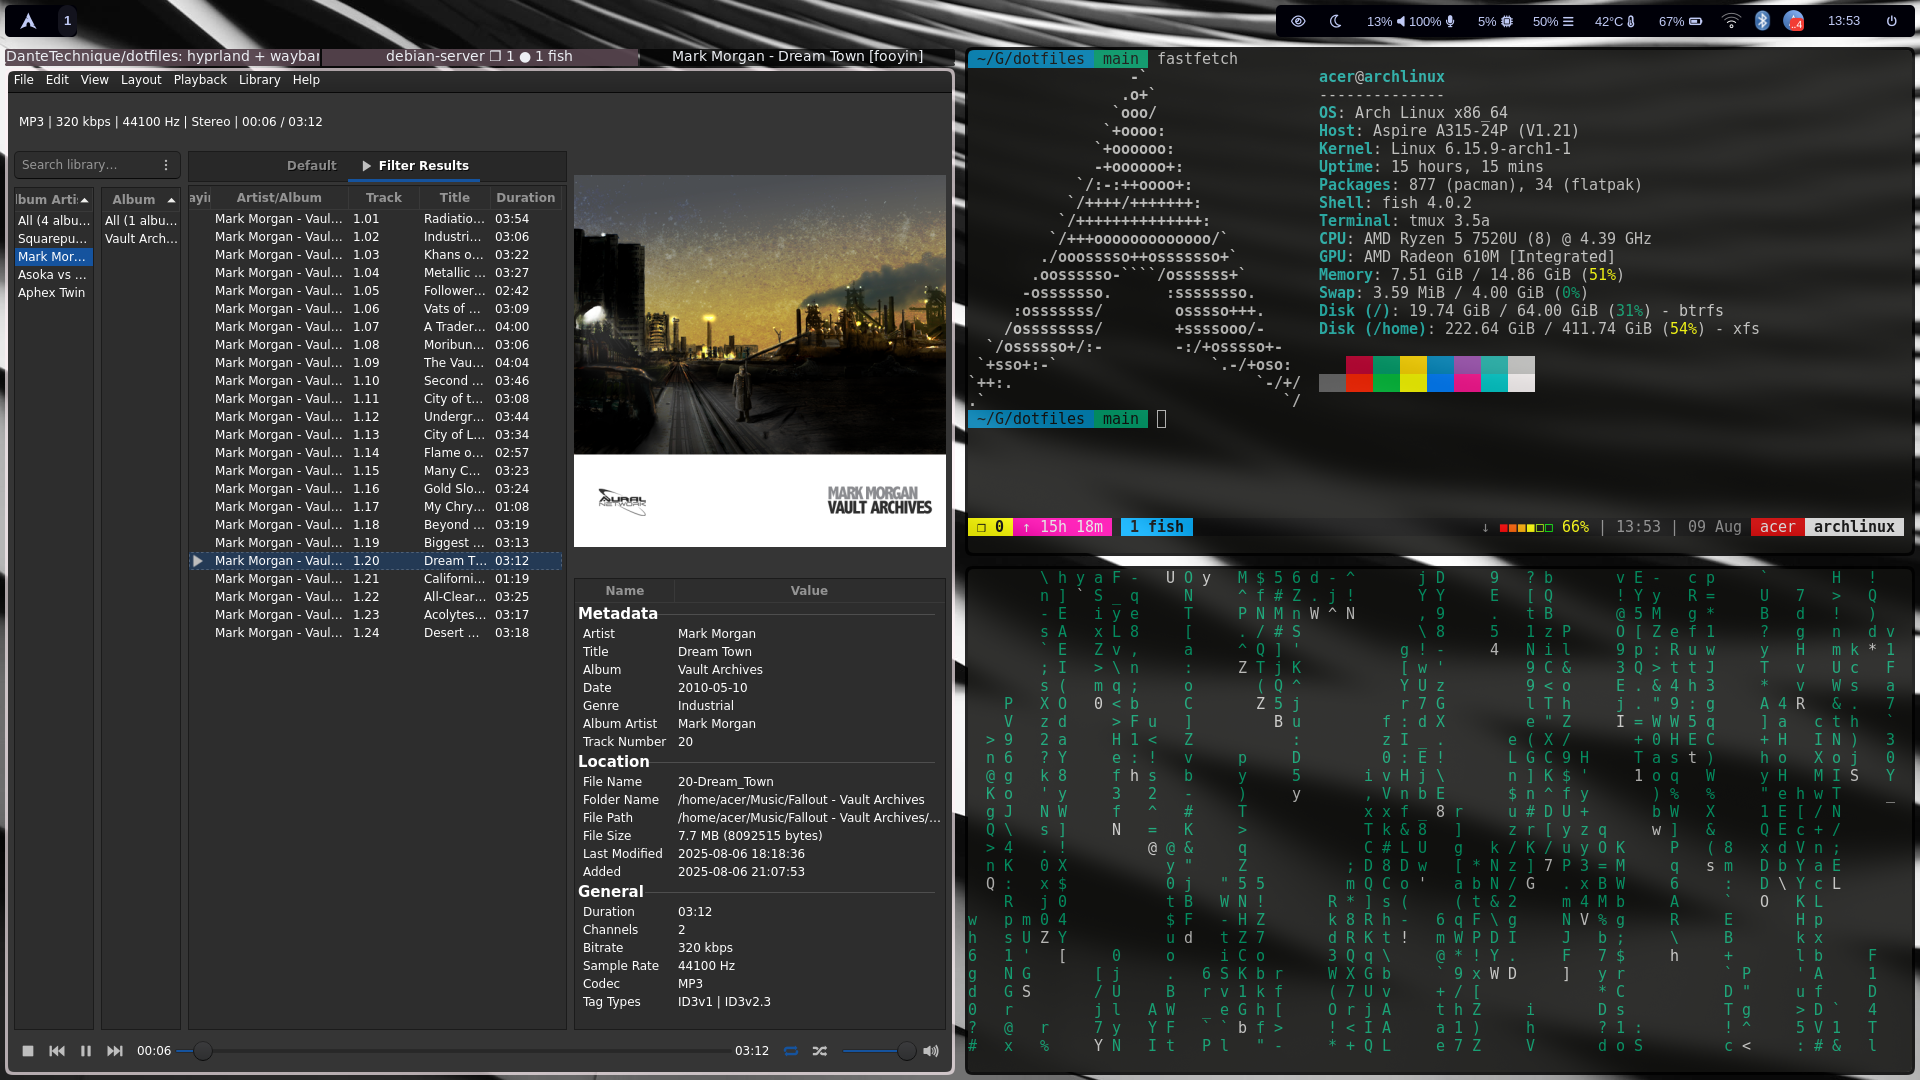 1
13% 100% 5% 50% 42°C 67% 13:53
DanteTechnique/dotfiles: hyprland + waybar
debian-server ❐ 1 ● 1 fish
Mark Morgan - Dream Town [fooyin]
File Edit View Layout Playback Library Help
MP3 | 320 kbps | 44100 Hz | Stereo | 00:06 / 03:12
Search library...
Default Filter Results
Album
All (4 albu...
Squarepu...
Mark Mor...
Asoka vs ...
Aphex Twin
All (1 albu...
Vault Arch...
Artist/Album Track Title Duration
Mark Morgan - Vaul... 1.01 Radiatio... 03:54
Mark Morgan - Vaul... 1.02 Industri... 03:06
Mark Morgan - Vaul... 1.03 Khans o... 03:22
Mark Morgan - Vaul... 1.04 Metallic ... 03:27
Mark Morgan - Vaul... 1.05 Follower... 02:42
Mark Morgan - Vaul... 1.06 Vats of ... 03:09
Mark Morgan - Vaul... 1.07 A Trader... 04:00
Mark Morgan - Vaul... 1.08 Moribun... 03:06
Mark Morgan - Vaul... 1.09 The Vau... 04:04
Mark Morgan - Vaul... 1.10 Second ... 03:46
Mark Morgan - Vaul... 1.11 City of t... 03:08
Mark Morgan - Vaul... 1.12 Undergr... 03:44
Mark Morgan - Vaul... 1.13 City of L... 03:34
Mark Morgan - Vaul... 1.14 Flame o... 02:57
Mark Morgan - Vaul... 1.15 Many C... 03:23
Mark Morgan - Vaul... 1.16 Gold Slo... 03:24
Mark Morgan - Vaul... 1.17 My Chry... 01:08
Mark Morgan - Vaul... 1.18 Beyond ... 03:19
Mark Morgan - Vaul... 1.19 Biggest ... 03:13
Mark Morgan - Vaul... 1.20 Dream T... 03:12
Mark Morgan - Vaul... 1.21 Californi... 01:19
Mark Morgan - Vaul... 1.22 All-Clear... 03:25
Mark Morgan - Vaul... 1.23 Acolytes... 03:17
Mark Morgan - Vaul... 1.24 Desert ... 03:18
AURAL NETWORK
MARK MORGAN
VAULT ARCHIVES
Name Value
Metadata
Artist Mark Morgan
Title Dream Town
Album Vault Archives
Date 2010-05-10
Genre Industrial
Album Artist Mark Morgan
Track Number 20
Location
File Name 20-Dream_Town
Folder Name /home/acer/Music/Fallout - Vault Archives
File Path /home/acer/Music/Fallout - Vault Archives/...
File Size 7.7 MB (8092515 bytes)
Last Modified 2025-08-06 18:18:36
Added 2025-08-06 21:07:53
General
Duration 03:12
Channels 2
Bitrate 320 kbps
Sample Rate 44100 Hz
Codec MP3
Tag Types ID3v1 | ID3v2.3
00:06 03:12
~/G/dotfiles main fastfetch
acer@archlinux
--------------
OS: Arch Linux x86_64
Host: Aspire A315-24P (V1.21)
Kernel: Linux 6.15.9-arch1-1
Uptime: 15 hours, 15 mins
Packages: 877 (pacman), 34 (flatpak)
Shell: fish 4.0.2
Terminal: tmux 3.5a
CPU: AMD Ryzen 5 7520U (8) @ 4.39 GHz
GPU: AMD Radeon 610M [Integrated]
Memory: 7.51 GiB / 14.86 GiB (51%)
Swap: 3.59 MiB / 4.00 GiB (0%)
Disk (/): 19.74 GiB / 64.00 GiB (31%) - btrfs
Disk (/home): 222.64 GiB / 411.74 GiB (54%) - xfs
~/G/dotfiles main
❐ 0 ↑ 15h 18m 1 fish
↓ 66% | 13:53 | 09 Aug acer archlinux